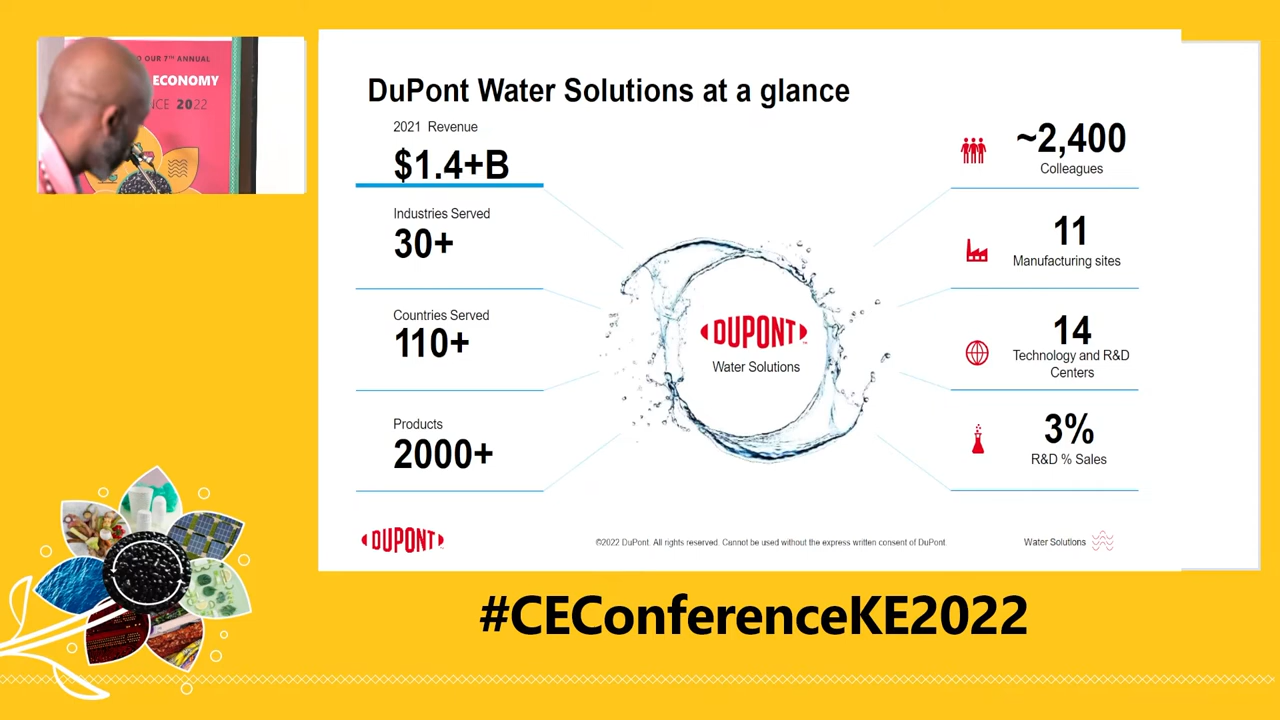 O OUR 7TH ANNUAL
ECONOMY
NCE 2022
DuPont Water Solutions at a glance
2021 Revenue
$1.4+B
Industries Served
30+
Countries Served
110+
Products
2000+
~2,400
Colleagues
11
Manufacturing sites
14
Technology and R&D
Centers
3%
R&D % Sales
DUPONT
Water Solutions
DUPONT
©2022 DuPont. All rights reserved. Cannot be used without the express written consent of DuPont.
Water Solutions
#CEConferenceKE2022